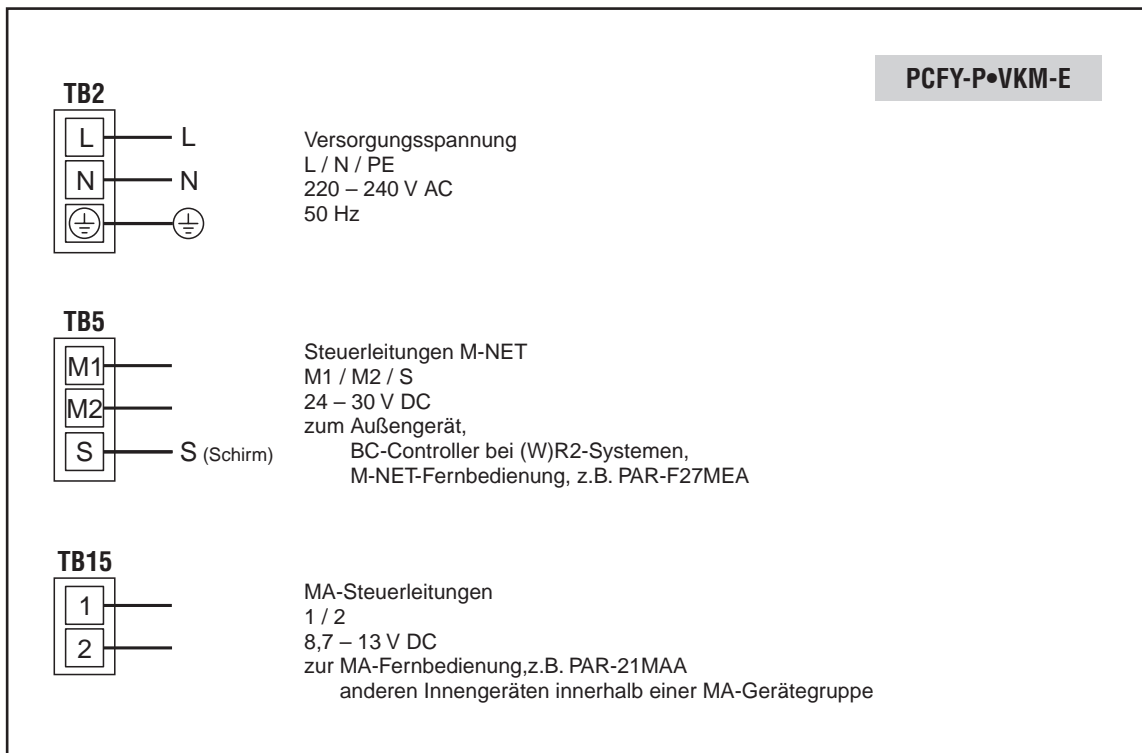 PCFY-P•VKM-E
TB2
L L
N N
Versorgungsspannung
L / N / PE
220 – 240 V AC
50 Hz
TB5
M1
M2
S S (Schirm)
Steuerleitungen M-NET
M1 / M2 / S
24 – 30 V DC
zum Außengerät,
BC-Controller bei (W)R2-Systemen,
M-NET-Fernbedienung, z.B. PAR-F27MEA
TB15
1
2
MA-Steuerleitungen
1 / 2
8,7 – 13 V DC
zur MA-Fernbedienung,z.B. PAR-21MAA
anderen Innengeräten innerhalb einer MA-Gerätegruppe